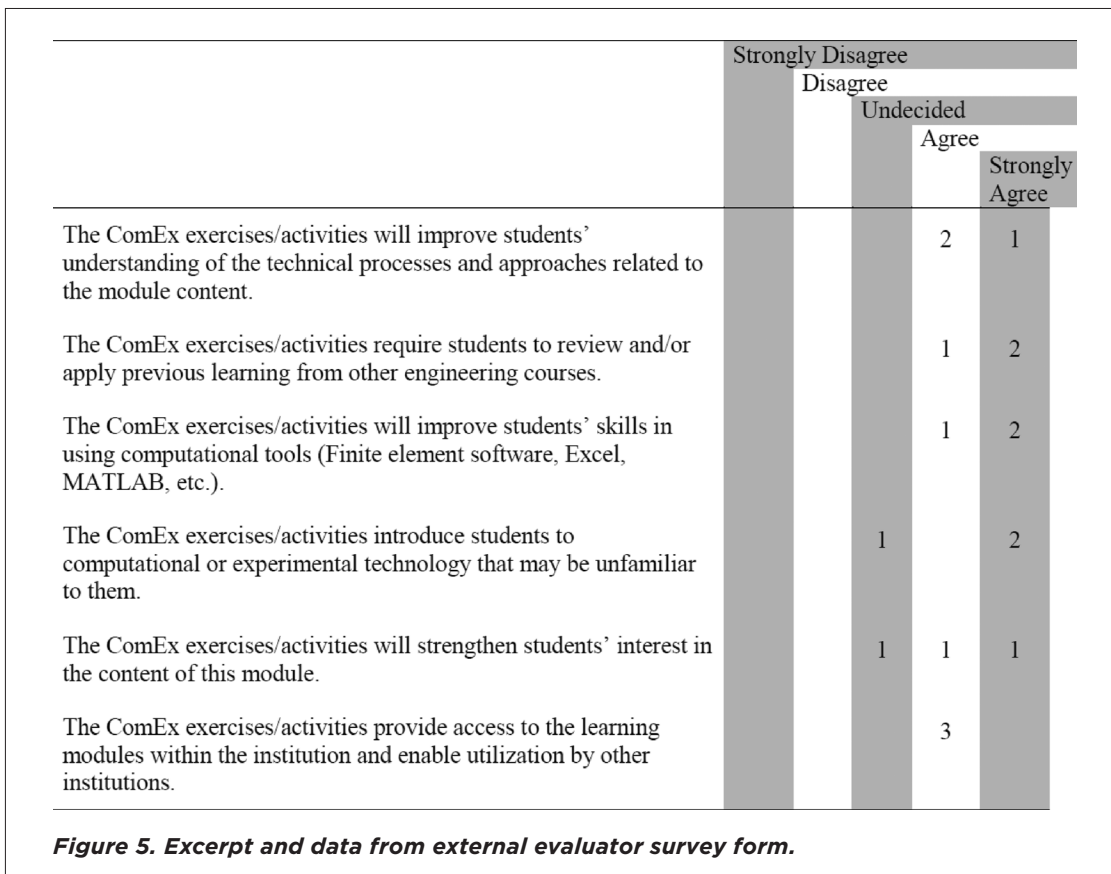 Strongly Disagree
Disagree
Undecided
Agree
Strongly
Agree
The ComEx exercises/activities will improve students’ 2 1
understanding of the technical processes and approaches related to
the module content.
The ComEx exercises/activities require students to review and/or 1 2
apply previous learning from other engineering courses.
The ComEx exercises/activities will improve students’ skills in 1 2
using computational tools (Finite element software, Excel,
MATLAB, etc.).
The ComEx exercises/activities introduce students to 1 2
computational or experimental technology that may be unfamiliar
to them.
The ComEx exercises/activities will strengthen students’ interest in 1 1 1
the content of this module.
The ComEx exercises/activities provide access to the learning 3
modules within the institution and enable utilization by other
institutions.
Figure 5. Excerpt and data from external evaluator survey form.